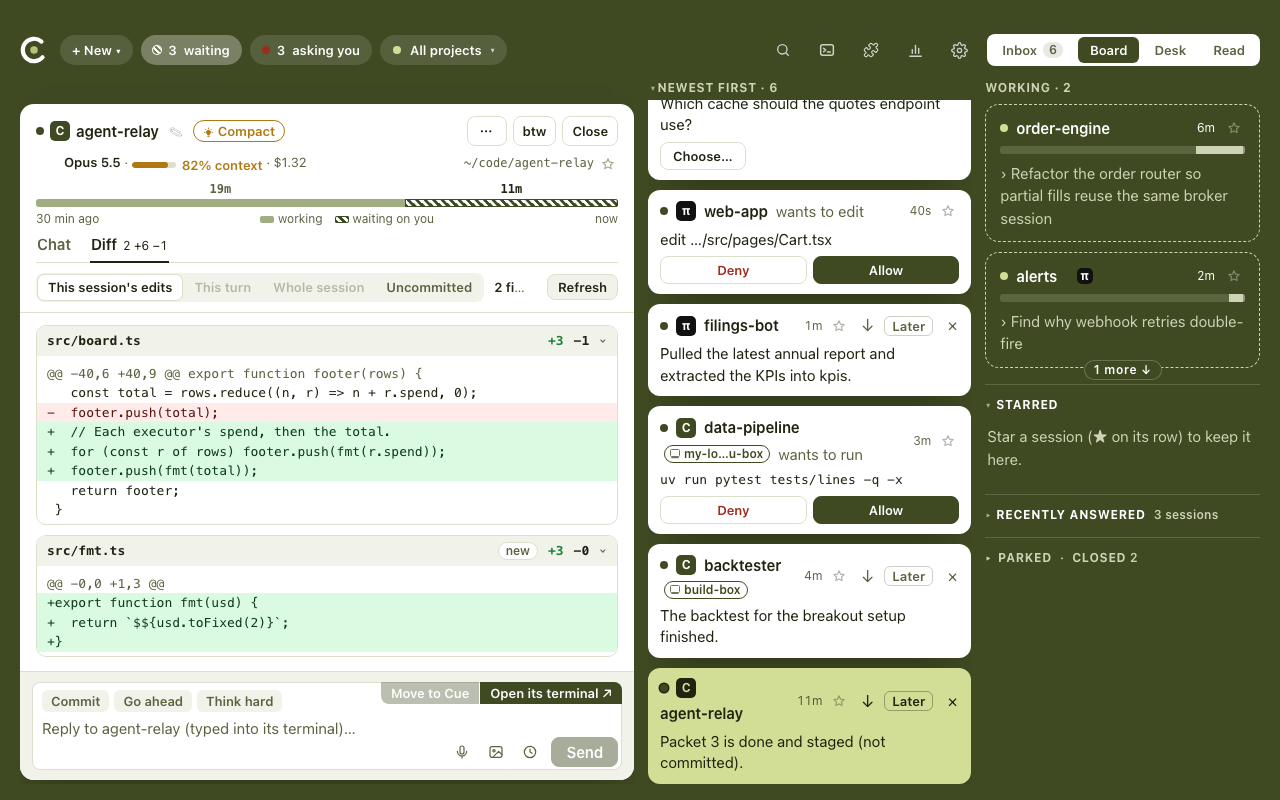 + New ▾
3 waiting
3 asking you
All projects ▾
Inbox 6
Board
Desk
Read
C agent-relay
Compact
···
btw
Close
Opus 5.5 · 82% context · $1.32
~/code/agent-relay
19m
11m
30 min ago
working
waiting on you
now
Chat
Diff 2 +6 −1
This session's edits
This turn
Whole session
Uncommitted
2 fi…
Refresh
src/board.ts
+3 −1
@@ −40,6 +40,9 @@ export function footer(rows) {
const total = rows.reduce((n, r) => n + r.spend, 0);
− footer.push(total);
+ // Each executor's spend, then the total.
+ for (const r of rows) footer.push(fmt(r.spend));
+ footer.push(fmt(total));
return footer;
}
src/fmt.ts
new
+3 −0
@@ −0,0 +1,3 @@
+export function fmt(usd) {
+ return `$${usd.toFixed(2)}`;
+}
Commit
Go ahead
Think hard
Move to Cue
Open its terminal ↗
Reply to agent-relay (typed into its terminal)…
Send
▾ NEWEST FIRST · 6
Which cache should the quotes endpoint
use?
Choose…
π web-app wants to edit
40s
edit …/src/pages/Cart.tsx
Deny
Allow
π filings-bot
1m
Later
×
Pulled the latest annual report and
extracted the KPIs into kpis.
C data-pipeline
my-lo…u-box wants to run
3m
uv run pytest tests/lines −q −x
Deny
Allow
C backtester
build-box
4m
Later
×
The backtest for the breakout setup
finished.
C
agent-relay
11m
Later
×
Packet 3 is done and staged (not
committed).
WORKING · 2
order-engine
6m
› Refactor the order router so
partial fills reuse the same broker
session
alerts π
2m
› Find why webhook retries double-
fire
1 more ↓
▾ STARRED
Star a session (★ on its row) to keep it
here.
▸ RECENTLY ANSWERED 3 sessions
▸ PARKED · CLOSED 2